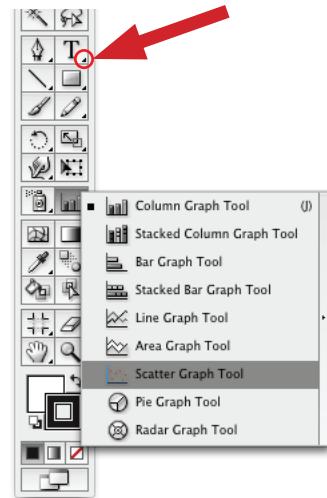 T
Column Graph Tool (J)
Stacked Column Graph Tool
Bar Graph Tool
Stacked Bar Graph Tool
Line Graph Tool
Area Graph Tool
Scatter Graph Tool
Pie Graph Tool
Radar Graph Tool